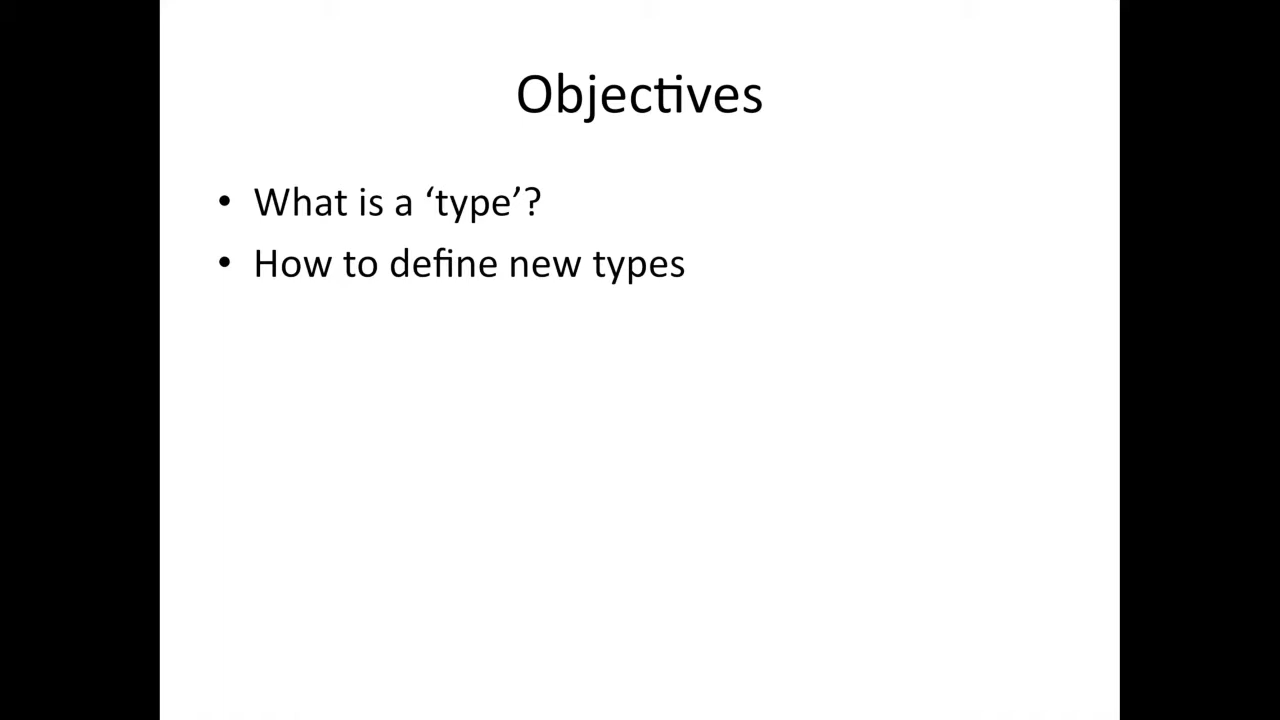 Objectives
• What is a ‘type’?
• How to define new types